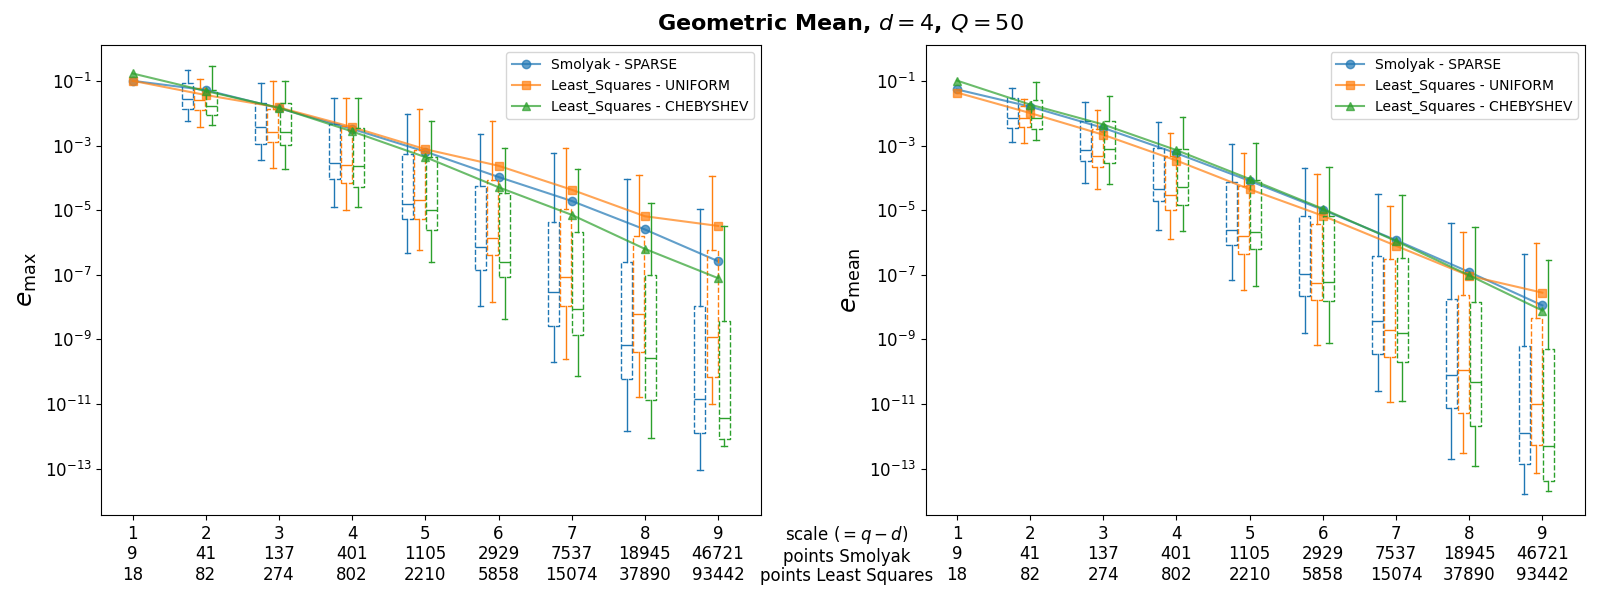 Geometric Mean, d = 4, Q = 50
Smolyak - SPARSE
Least_Squares - UNIFORM
Least_Squares - CHEBYSHEV
10⁻¹
10⁻³
10⁻⁵
10⁻⁷
10⁻⁹
10⁻¹¹
10⁻¹³
e_max
1 2 3 4 5 6 7 8 9
9 41 137 401 1105 2929 7537 18945 46721
18 82 274 802 2210 5858 15074 37890 93442
scale (= q − d)
points Smolyak
points Least Squares
Smolyak - SPARSE
Least_Squares - UNIFORM
Least_Squares - CHEBYSHEV
10⁻¹
10⁻³
10⁻⁵
10⁻⁷
10⁻⁹
10⁻¹¹
10⁻¹³
e_mean
1 2 3 4 5 6 7 8 9
9 41 137 401 1105 2929 7537 18945 46721
18 82 274 802 2210 5858 15074 37890 93442